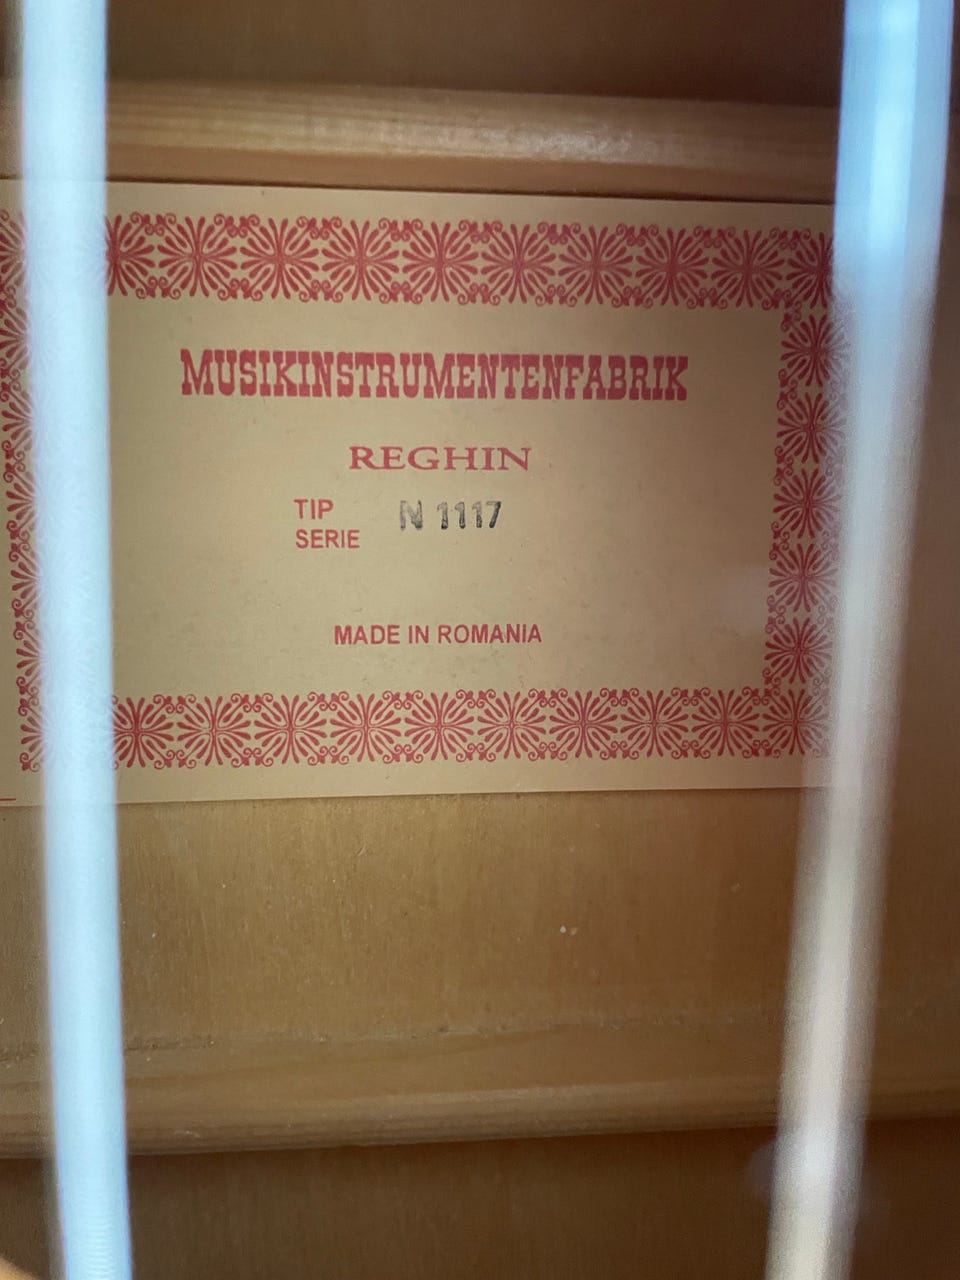 MUSIKINSTRUMENTENFABRIK
REGHIN
TIP N 1117
SERIE
MADE IN ROMANIA